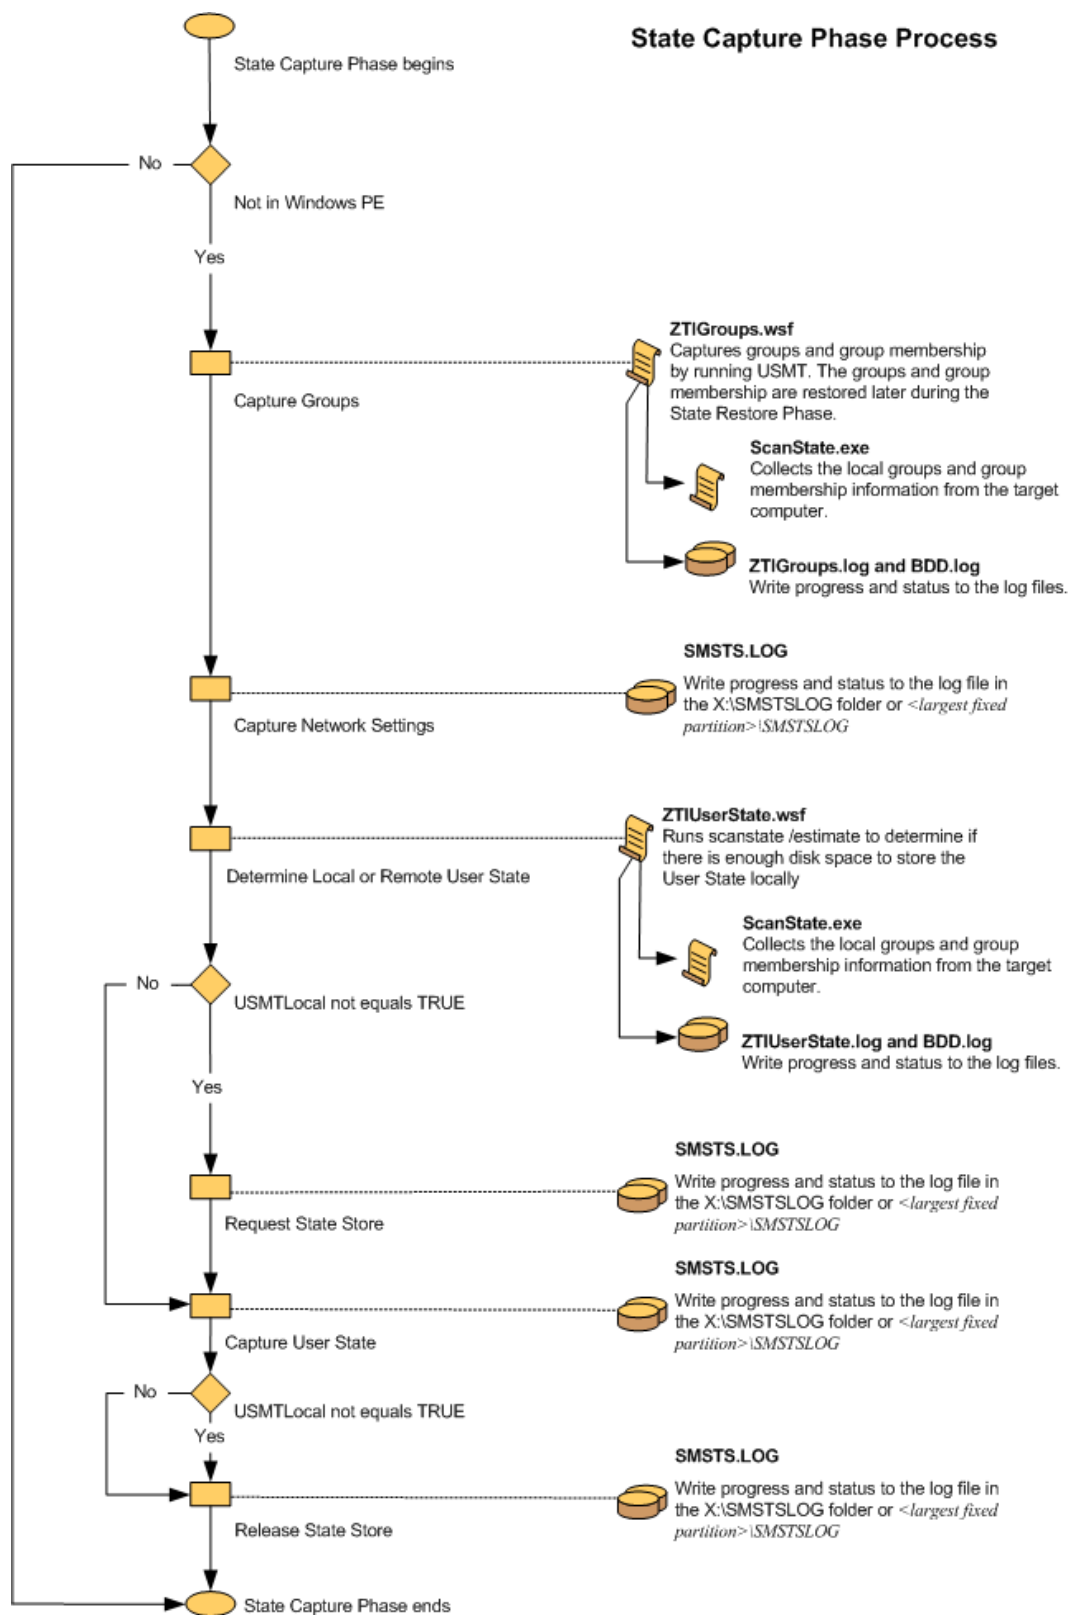 State Capture Phase Process
State Capture Phase begins
No
Not in Windows PE
Yes
ZTIGroups.wsf
Captures groups and group membership
by running USMT. The groups and group
membership are restored later during the
State Restore Phase.
Capture Groups
ScanState.exe
Collects the local groups and group
membership information from the target
computer.
ZTIGroups.log and BDD.log
Write progress and status to the log files.
SMSTS.LOG
Write progress and status to the log file in
the X:\SMSTSLOG folder or <largest fixed
partition>\SMSTSLOG
Capture Network Settings
ZTIUserState.wsf
Runs scanstate /estimate to determine if
there is enough disk space to store the
User State locally
Determine Local or Remote User State
ScanState.exe
Collects the local groups and group
membership information from the target
computer.
No
USMTLocal not equals TRUE
ZTIUserState.log and BDD.log
Write progress and status to the log files.
Yes
SMSTS.LOG
Write progress and status to the log file in
the X:\SMSTSLOG folder or <largest fixed
partition>\SMSTSLOG
Request State Store
SMSTS.LOG
Write progress and status to the log file in
the X:\SMSTSLOG folder or <largest fixed
partition>\SMSTSLOG
Capture User State
No
USMTLocal not equals TRUE
Yes
SMSTS.LOG
Write progress and status to the log file in
the X:\SMSTSLOG folder or <largest fixed
partition>\SMSTSLOG
Release State Store
State Capture Phase ends